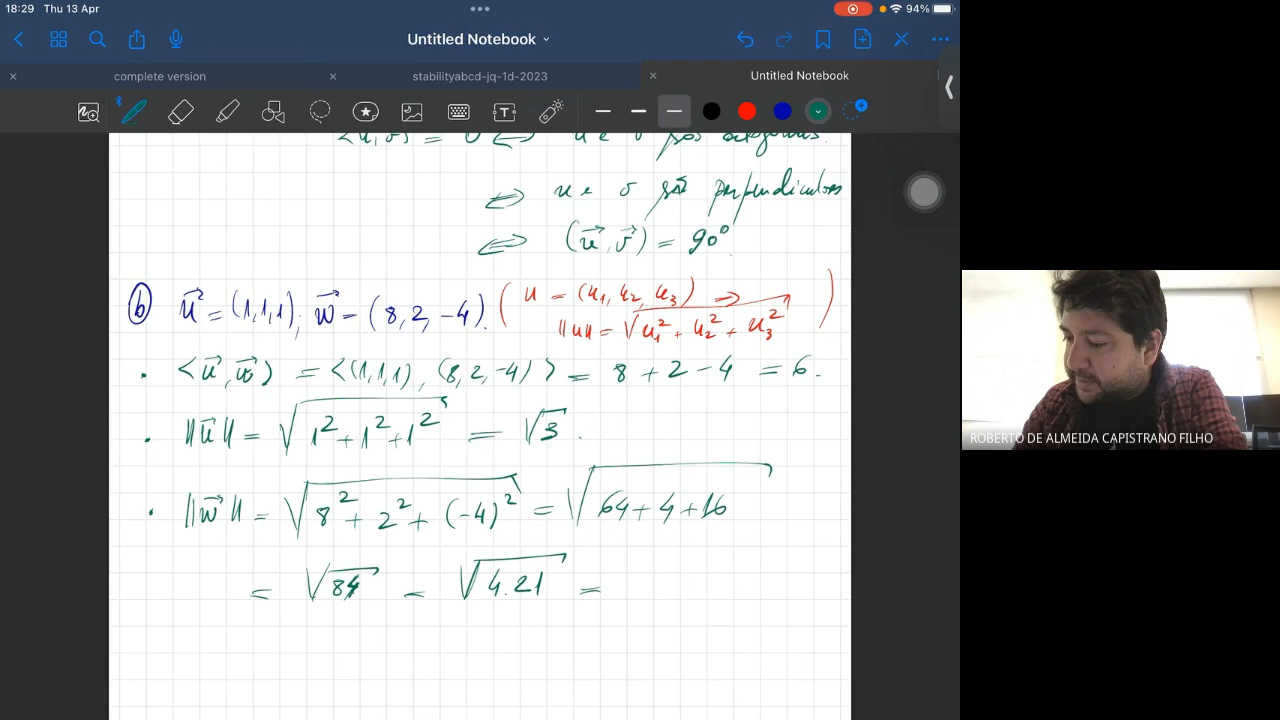 18:29 Thu 13 Apr
94%
Untitled Notebook
complete version
stabilityabcd-jq-1d-2023
Untitled Notebook
= 0 ⟺ u e v
⟺ u e v são perpendiculares
⟺ (u⃗, v⃗) = 90°
ⓑ u⃗ = (1,1,1); w⃗ = (8, 2, -4). ( u = (u₁, u₂, u₃) ⇒
‖u‖ = √(u₁² + u₂² + u₃²) )
• <u⃗, w⃗> = <(1,1,1), (8, 2, -4)> = 8 + 2 - 4 = 6.
• ‖u⃗‖ = √(1² + 1² + 1²) = √3.
• ‖w⃗‖ = √(8² + 2² + (-4)²) = √(64 + 4 + 16)
= √84 = √(4.21) =
ROBERTO DE ALMEIDA CAPISTRANO FILHO